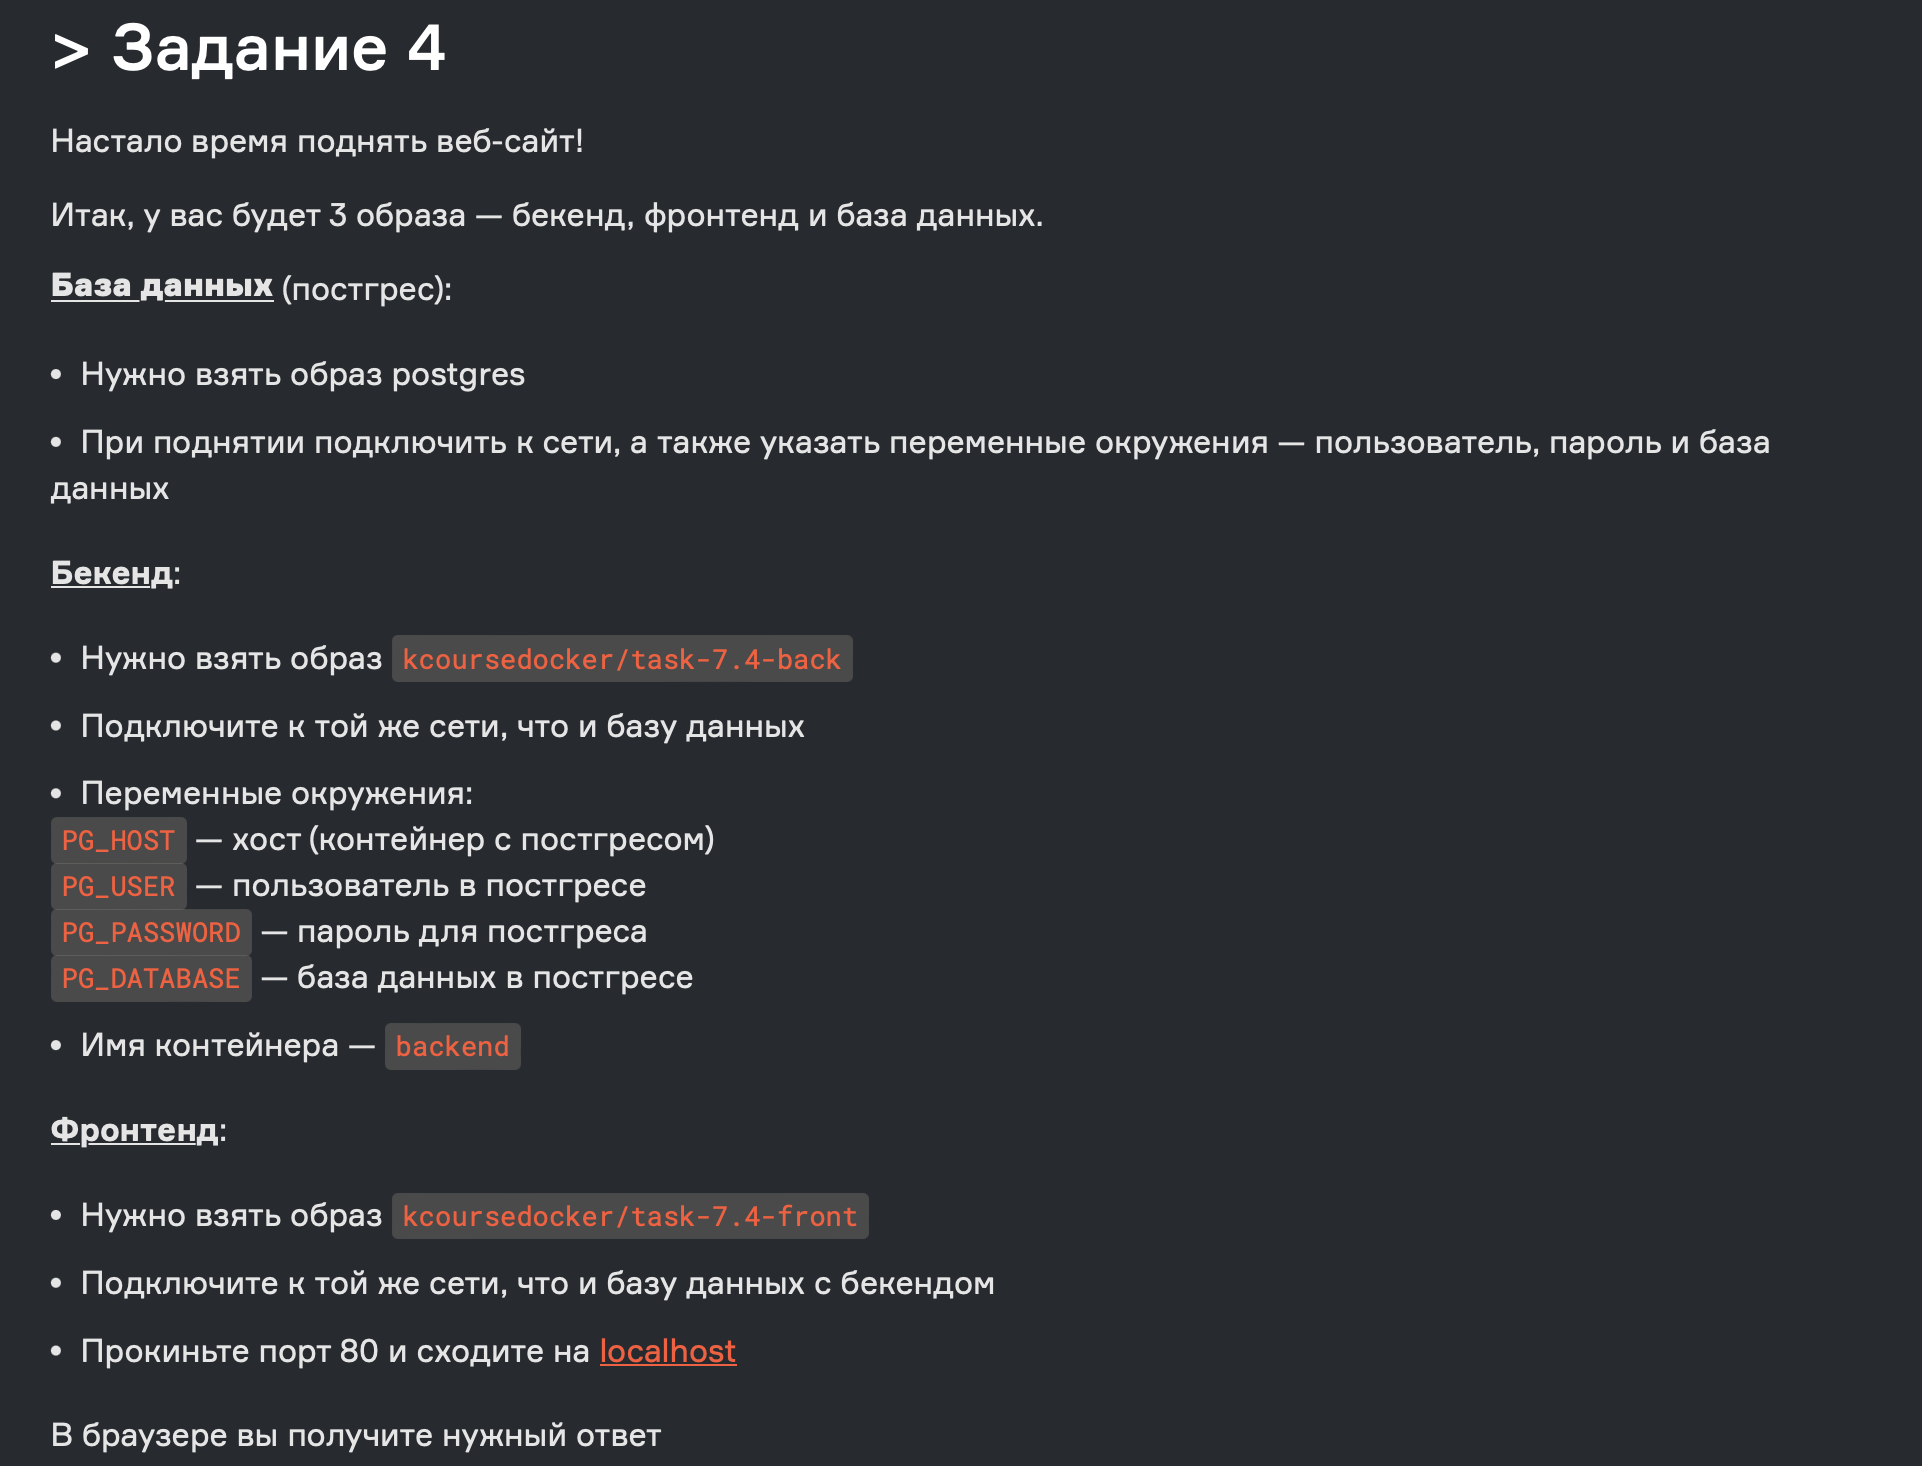 > Задание 4
Настало время поднять веб-сайт!
Итак, у вас будет 3 образа — бекенд, фронтенд и база данных.
База данных (постгрес):
• Нужно взять образ postgres
• При поднятии подключить к сети, а также указать переменные окружения — пользователь, пароль и база
данных
Бекенд:
• Нужно взять образ kcoursedocker/task-7.4-back
• Подключите к той же сети, что и базу данных
• Переменные окружения:
PG_HOST — хост (контейнер с постгресом)
PG_USER — пользователь в постгресе
PG_PASSWORD — пароль для постгреса
PG_DATABASE — база данных в постгресе
• Имя контейнера — backend
Фронтенд:
• Нужно взять образ kcoursedocker/task-7.4-front
• Подключите к той же сети, что и базу данных с бекендом
• Прокиньте порт 80 и сходите на localhost
В браузере вы получите нужный ответ